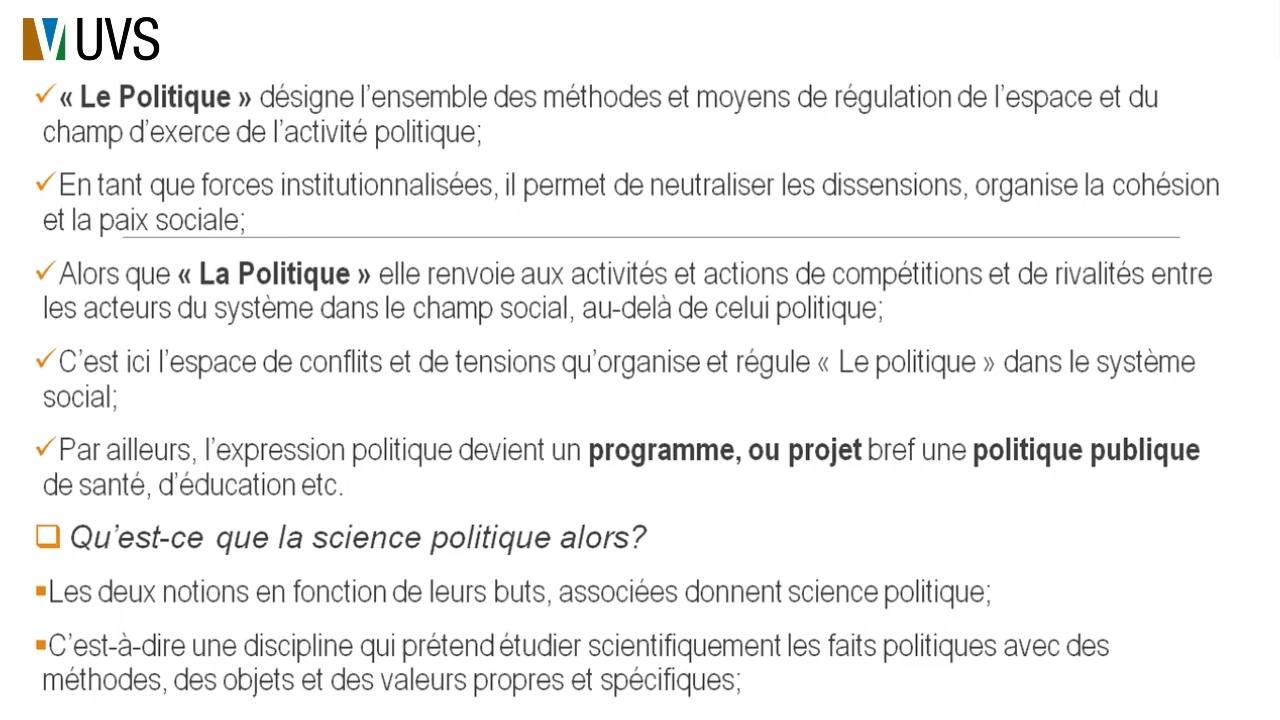 UVS
✓« Le Politique » désigne l’ensemble des méthodes et moyens de régulation de l’espace et du
champ d’exerce de l’activité politique;
✓En tant que forces institutionnalisées, il permet de neutraliser les dissensions, organise la cohésion
et la paix sociale;
✓Alors que « La Politique » elle renvoie aux activités et actions de compétitions et de rivalités entre
les acteurs du système dans le champ social, au-delà de celui politique;
✓C’est ici l’espace de conflits et de tensions qu’organise et régule « Le politique » dans le système
social;
✓Par ailleurs, l’expression politique devient un programme, ou projet bref une politique publique
de santé, d’éducation etc.
❑ Qu’est-ce que la science politique alors?
▪Les deux notions en fonction de leurs buts, associées donnent science politique;
▪C’est-à-dire une discipline qui prétend étudier scientifiquement les faits politiques avec des
méthodes, des objets et des valeurs propres et spécifiques;